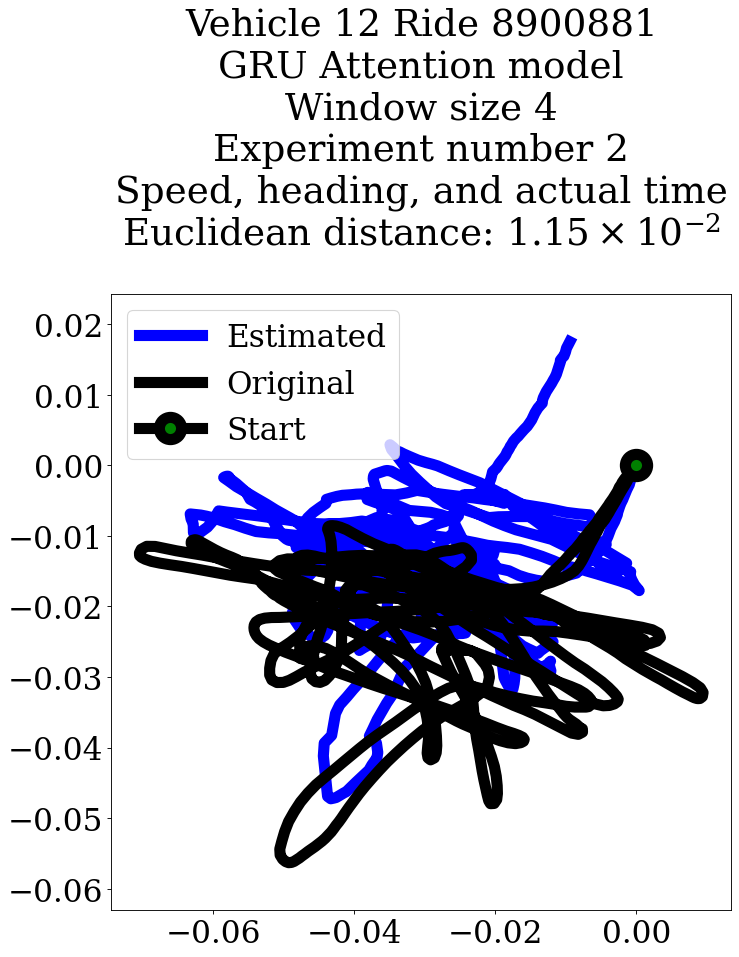 Vehicle 12 Ride 8900881
GRU Attention model
Window size 4
Experiment number 2
Speed, heading, and actual time
Euclidean distance: 1.15 × 10⁻²
Estimated
Original
Start
0.02
0.01
0.00
−0.01
−0.02
−0.03
−0.04
−0.05
−0.06
−0.06 −0.04 −0.02 0.00